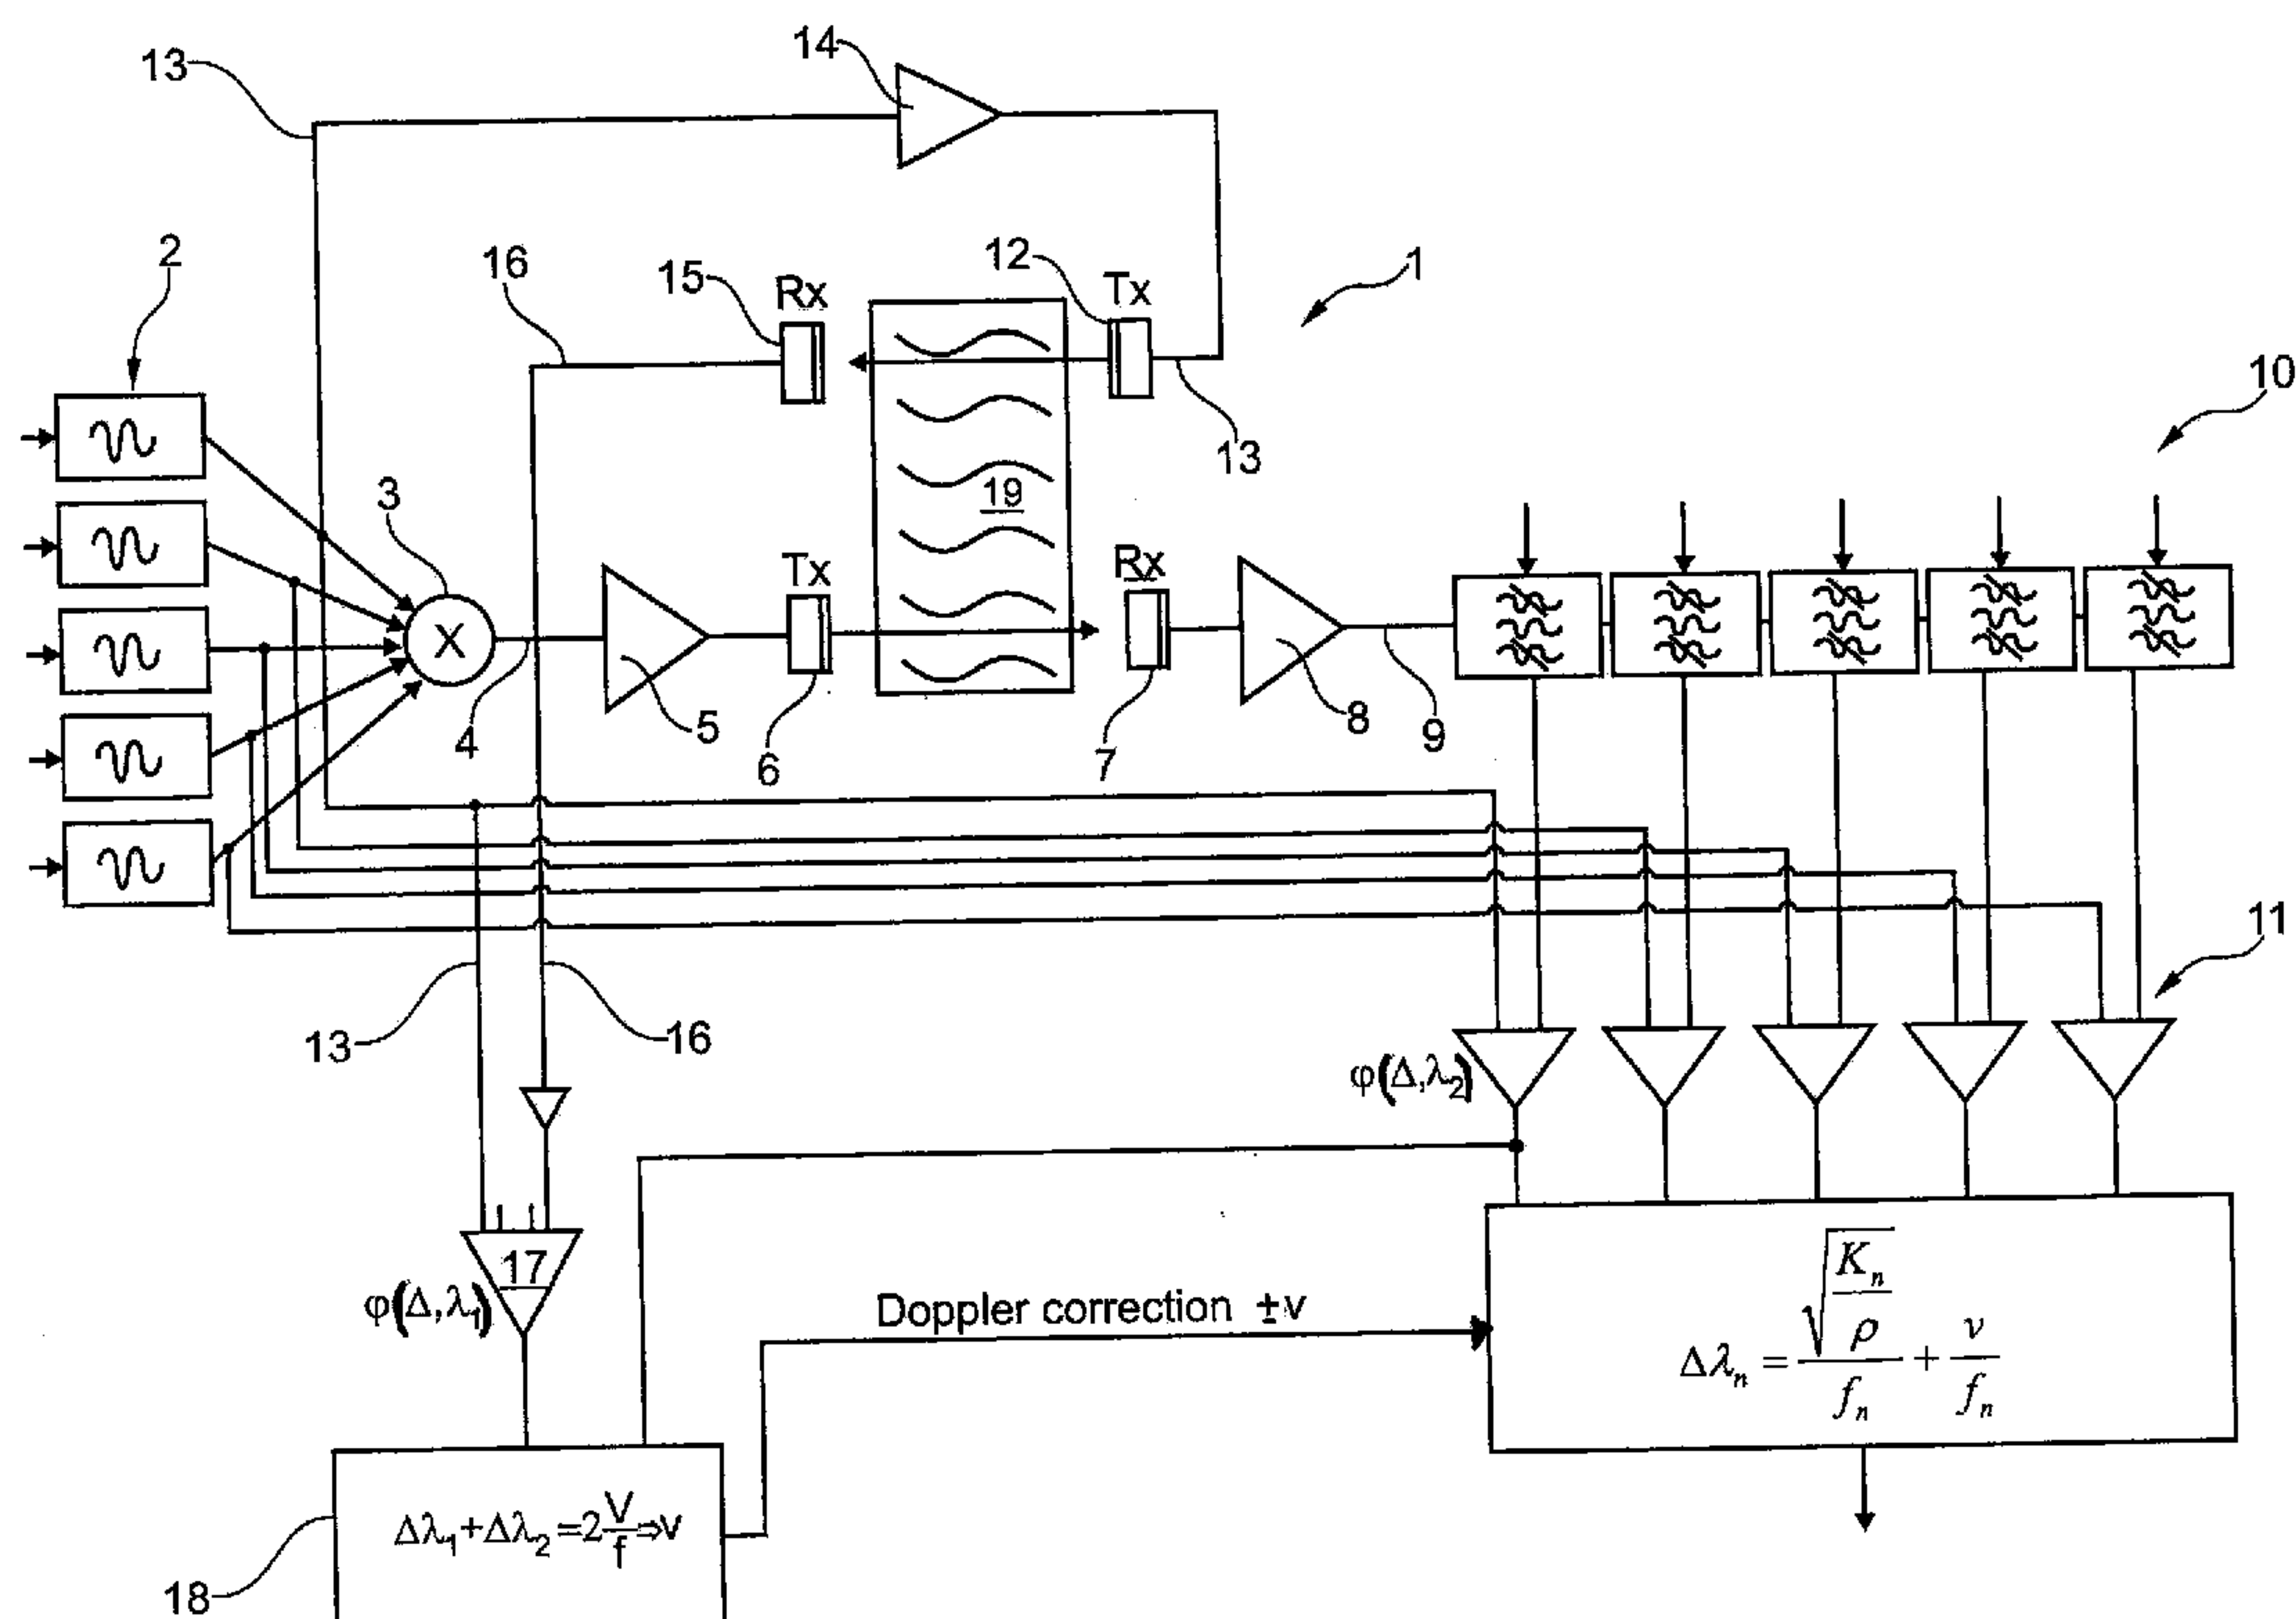 14
13
2
16
15
Rx
12
Tx
1
10
13
3
19
X
Tx
Rx
4
5
6
7
8
9
11
13
16
φ(Δ,λ₂)
17
φ(Δ,λ₁)
Doppler correction ±v
Δλₙ = √(Kₙ/ρ)/fₙ + v/fₙ
Δλ₁+Δλ₂=2V/f⇒v
18